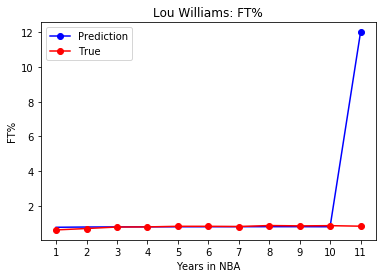 Lou Williams: FT%
Prediction
True
12
10
8
6
4
2
FT%
1 2 3 4 5 6 7 8 9 10 11
Years in NBA